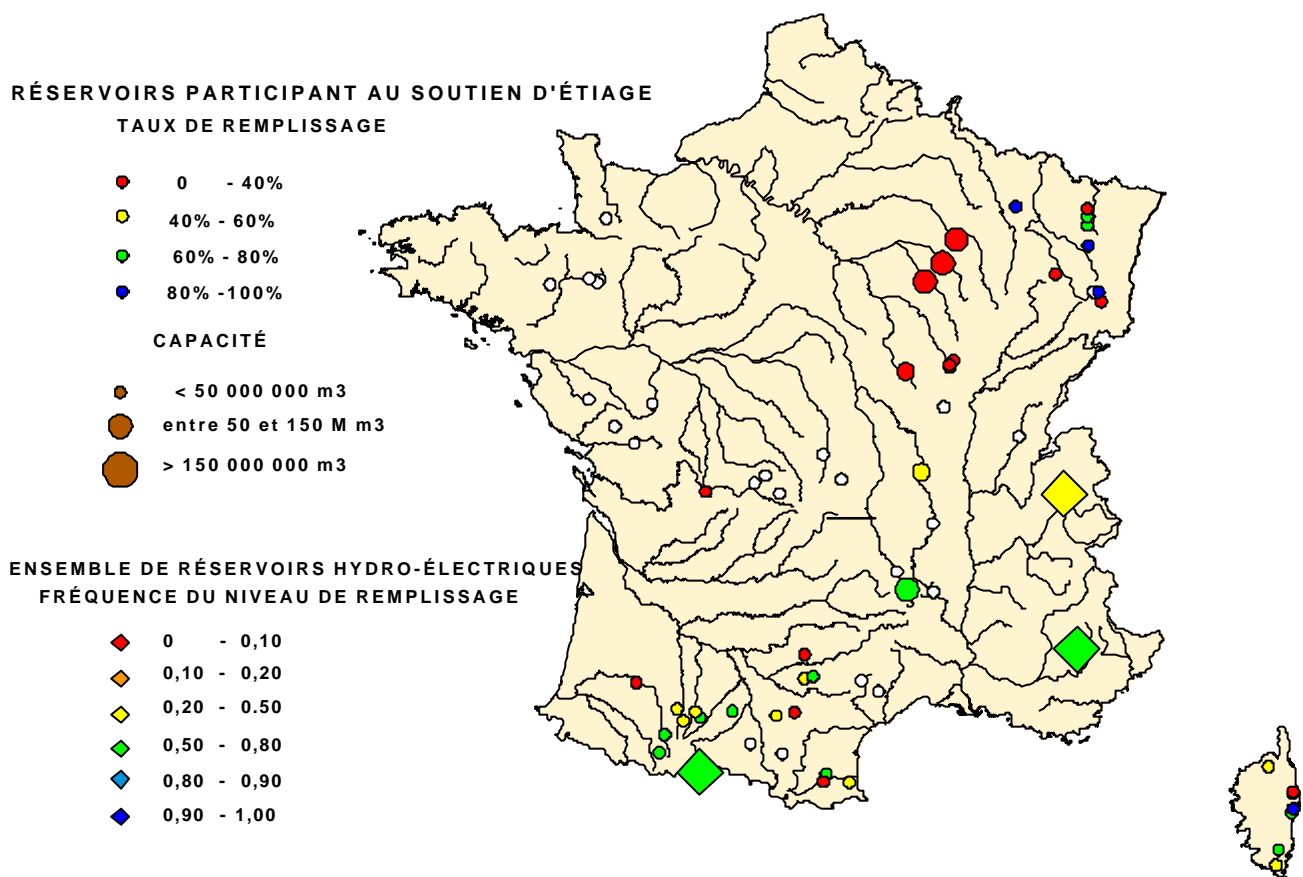 RÉSERVOIRS PARTICIPANT AU SOUTIEN D'ÉTIAGE
TAUX DE REMPLISSAGE
0 - 40%
40% - 60%
60% - 80%
80% -100%
CAPACITÉ
< 50 000 000 m3
entre 50 et 150 M m3
> 150 000 000 m3
ENSEMBLE DE RÉSERVOIRS HYDRO-ÉLECTRIQUES
FRÉQUENCE DU NIVEAU DE REMPLISSAGE
0 - 0,10
0,10 - 0,20
0,20 - 0.50
0,50 - 0,80
0,80 - 0,90
0,90 - 1,00